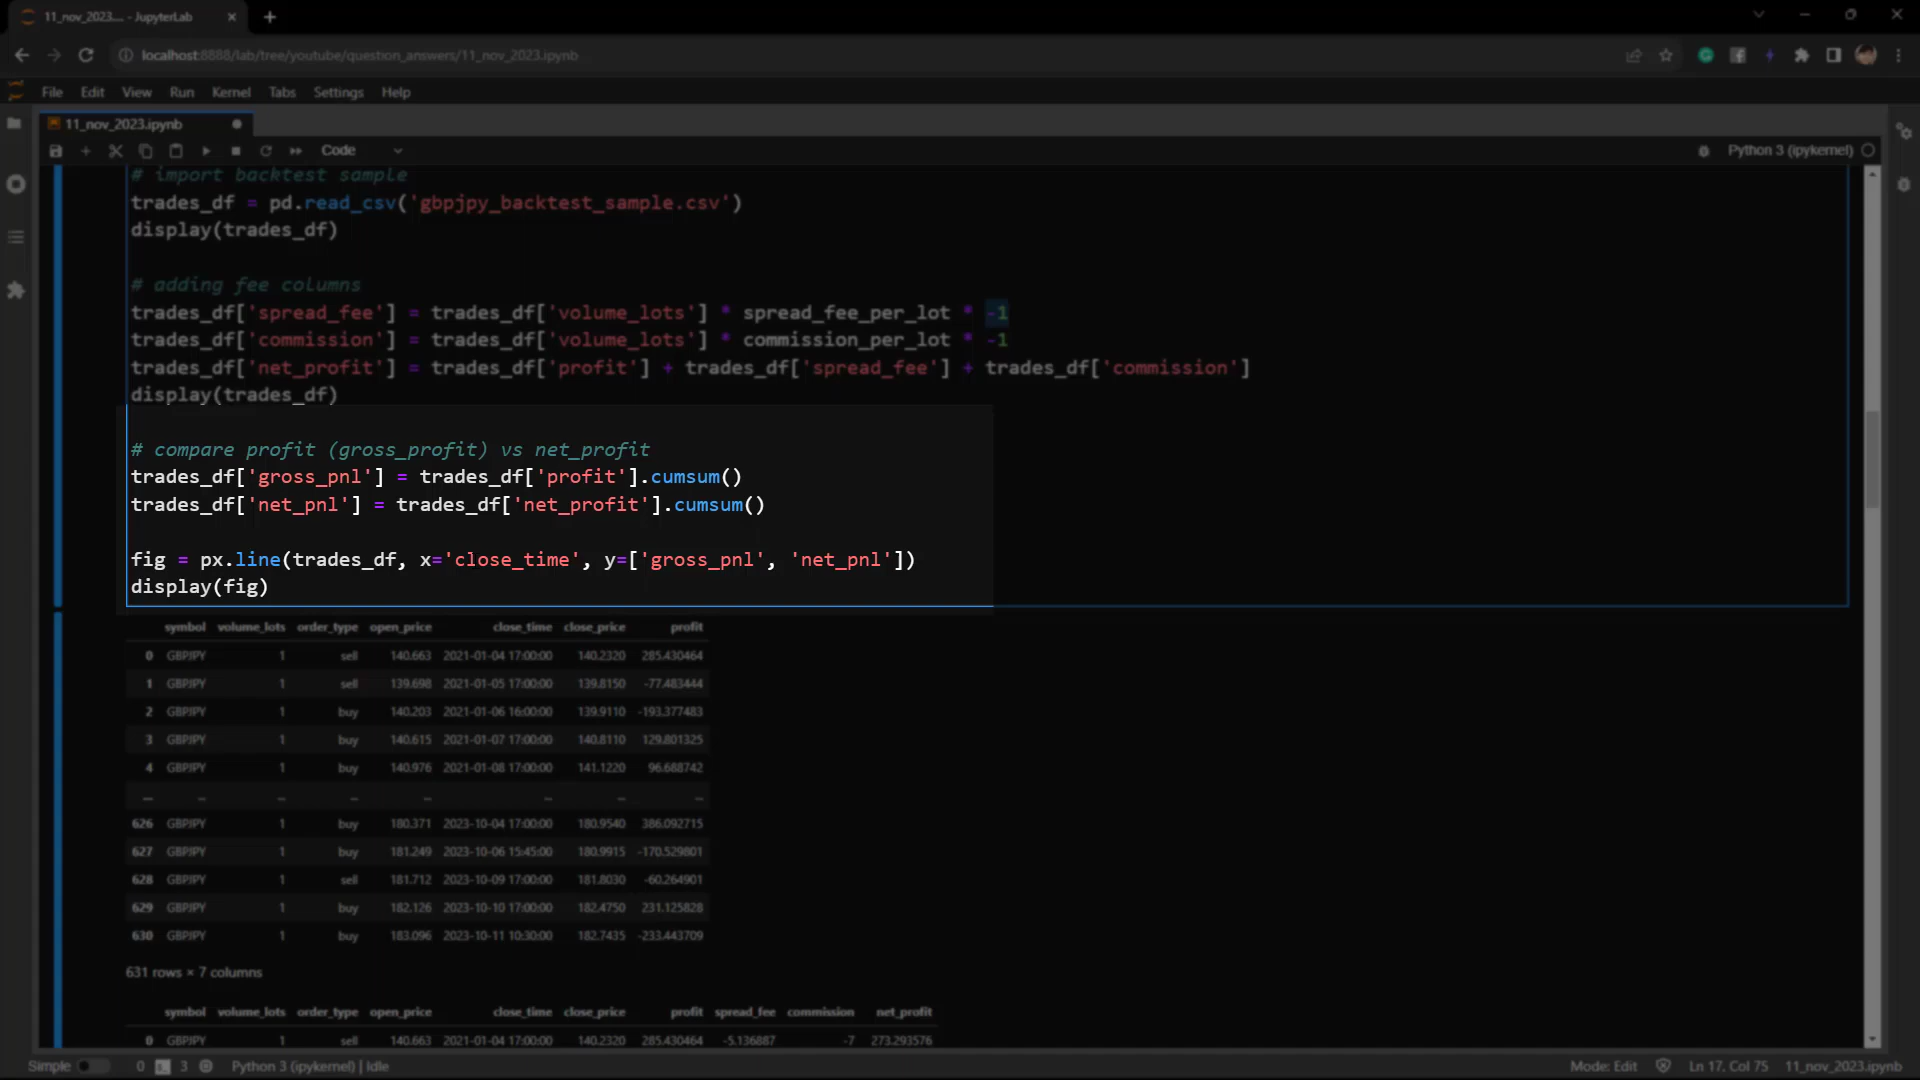 11_nov_2023.... - JupyterLab
localhost:8888/lab/tree/youtube/question_answers/11_nov_2023.ipynb
File Edit View Run Kernel Tabs Settings Help
11_nov_2023.ipynb
Code
Python 3 (ipykernel)
# import backtest sample
trades_df = pd.read_csv('gbpjpy_backtest_sample.csv')
display(trades_df)
# adding fee columns
trades_df['spread_fee'] = trades_df['volume_lots'] * spread_fee_per_lot * -1
trades_df['commission'] = trades_df['volume_lots'] * commission_per_lot * -1
trades_df['net_profit'] = trades_df['profit'] + trades_df['spread_fee'] + trades_df['commission']
display(trades_df)
# compare profit (gross_profit) vs net_profit
trades_df['gross_pnl'] = trades_df['profit'].cumsum()
trades_df['net_pnl'] = trades_df['net_profit'].cumsum()
fig = px.line(trades_df, x='close_time', y=['gross_pnl', 'net_pnl'])
display(fig)
symbol volume_lots order_type open_price close_time close_price profit
0 GBPJPY 1 sell 140.663 2021-01-04 17:00:00 140.2320 285.430464
1 GBPJPY 1 sell 139.698 2021-01-05 17:00:00 139.8150 -77.483444
2 GBPJPY 1 buy 140.203 2021-01-06 16:00:00 139.9110 -193.377483
3 GBPJPY 1 buy 140.615 2021-01-07 17:00:00 140.8110 129.801325
4 GBPJPY 1 buy 140.976 2021-01-08 17:00:00 141.1220 96.688742
... ... ... ... ... ... ... ...
626 GBPJPY 1 buy 180.371 2023-10-04 17:00:00 180.9540 386.092715
627 GBPJPY 1 buy 181.249 2023-10-06 15:45:00 180.9915 -170.529801
628 GBPJPY 1 sell 181.712 2023-10-09 17:00:00 181.8030 -60.264901
629 GBPJPY 1 buy 182.126 2023-10-10 17:00:00 182.4750 231.125828
630 GBPJPY 1 buy 183.096 2023-10-11 10:30:00 182.7435 -233.443709
631 rows × 7 columns
symbol volume_lots order_type open_price close_time close_price profit spread_fee commission net_profit
0 GBPJPY 1 sell 140.663 2021-01-04 17:00:00 140.2320 285.430464 -5.136887 -7 273.293576
Simple 0 3 Python 3 (ipykernel) | Idle Mode: Edit Ln 17, Col 75 11_nov_2023.ipynb